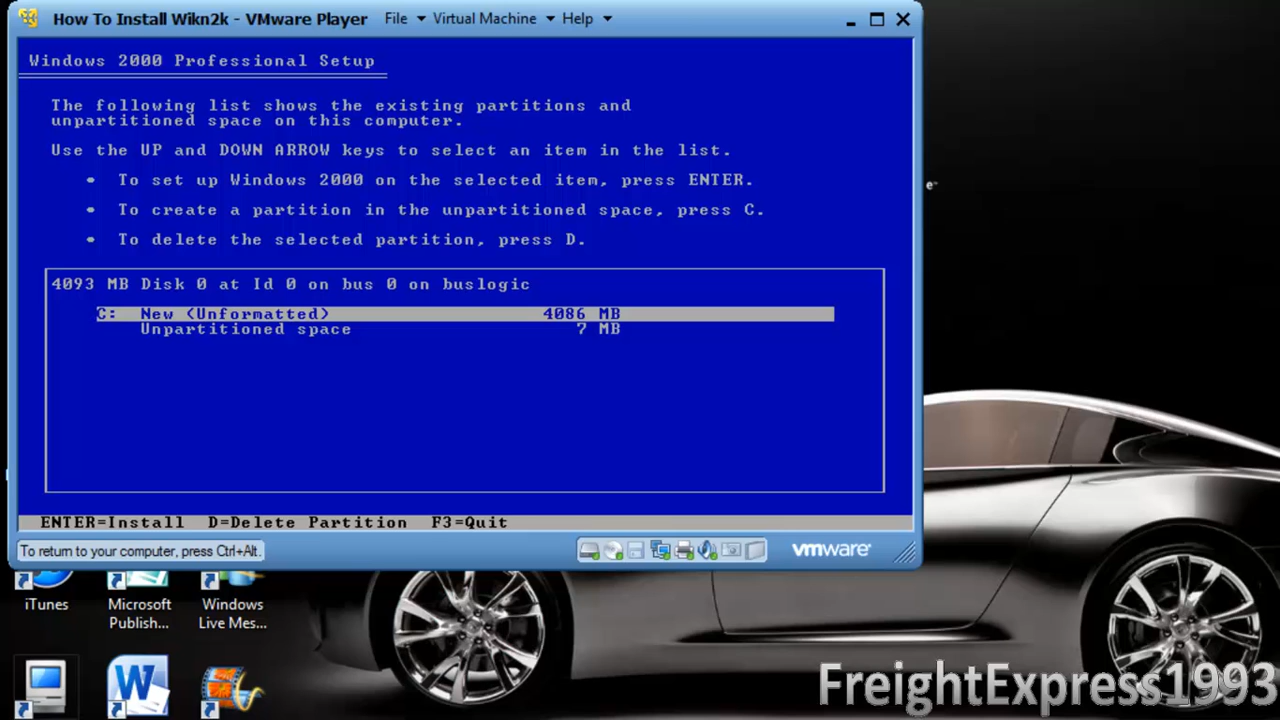 How To Install Wikn2k - VMware Player File Virtual Machine Help
Windows 2000 Professional Setup
The following list shows the existing partitions and
unpartitioned space on this computer.
Use the UP and DOWN ARROW keys to select an item in the list.
• To set up Windows 2000 on the selected item, press ENTER.
• To create a partition in the unpartitioned space, press C.
• To delete the selected partition, press D.
4093 MB Disk 0 at Id 0 on bus 0 on buslogic
C: New (Unformatted) 4086 MB
Unpartitioned space 7 MB
ENTER=Install D=Delete Partition F3=Quit
To return to your computer, press Ctrl+Alt.
vmware
iTunes
Microsoft
Publish...
Windows
Live Mes...
FreightExpress1993